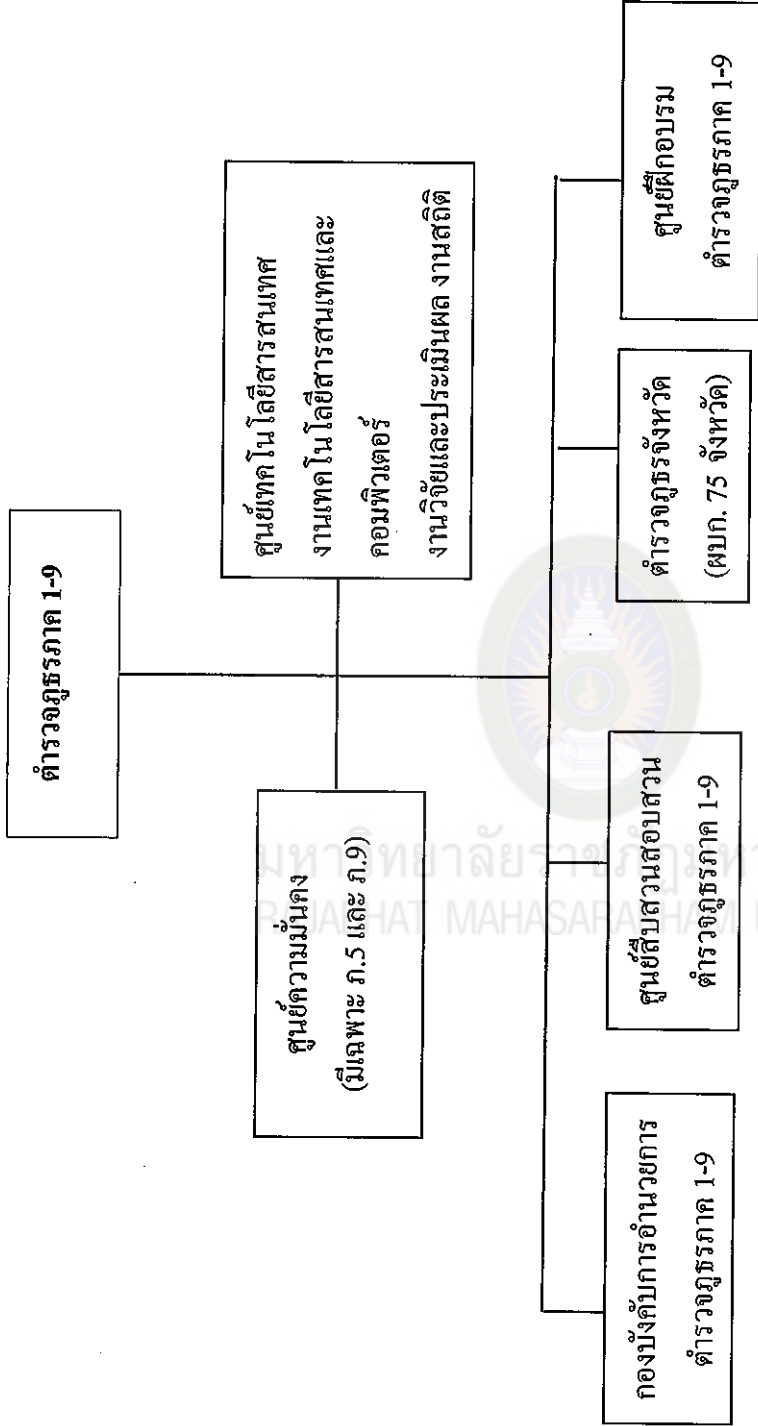 ตำรวจภูธรภาค 1-9
ศูนย์ความมั่นคง
(มีเฉพาะ ภ.5 และ ภ.9)
ศูนย์เทคโนโลยีสารสนเทศ
งานเทคโนโลยีสารสนเทศและ
คอมพิวเตอร์
งานวิจัยและประเมินผล งานสถิติ
กองบังคับการอำนวยการ
ตำรวจภูธรภาค 1-9
ศูนย์สืบสวนสอบสวน
ตำรวจภูธรภาค 1-9
ตำรวจภูธรจังหวัด
(ผบก. 75 จังหวัด)
ศูนย์ฝึกอบรม
ตำรวจภูธรภาค 1-9
มหาวิทยาลัยราชภัฏมหา
RAJABHAT MAHASARAKHAM U